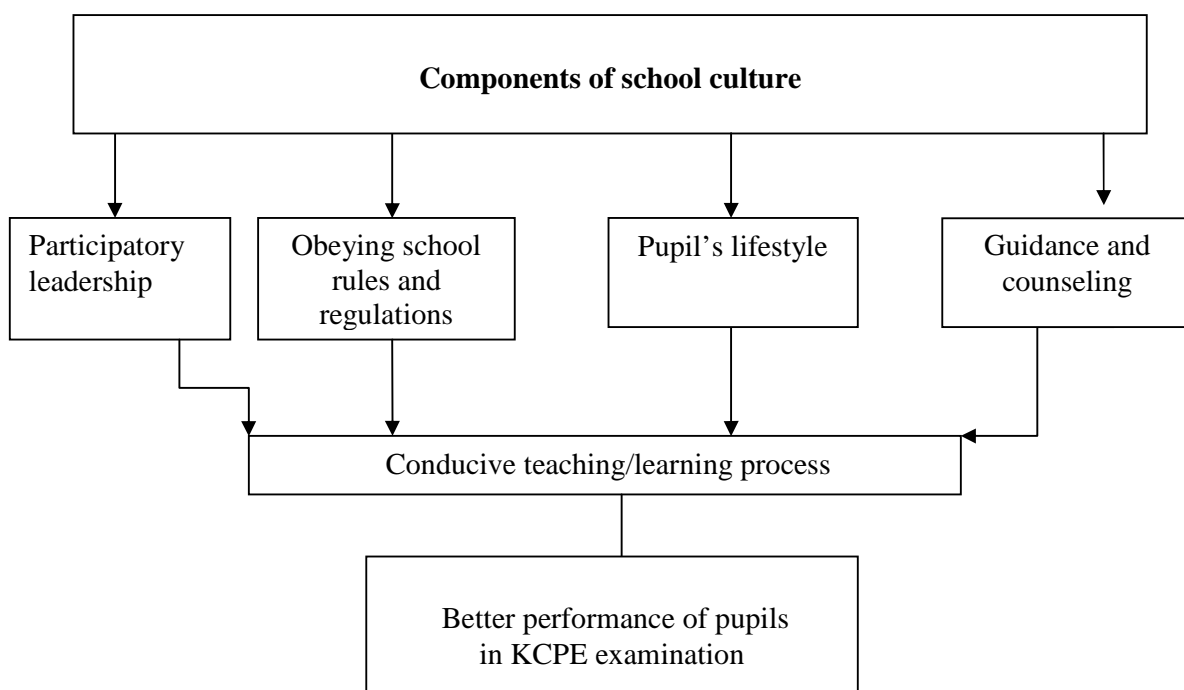 Components of school culture
Participatory
leadership
Obeying school
rules and
regulations
Pupil’s lifestyle
Guidance and
counseling
Conducive teaching/learning process
Better performance of pupils
in KCPE examination